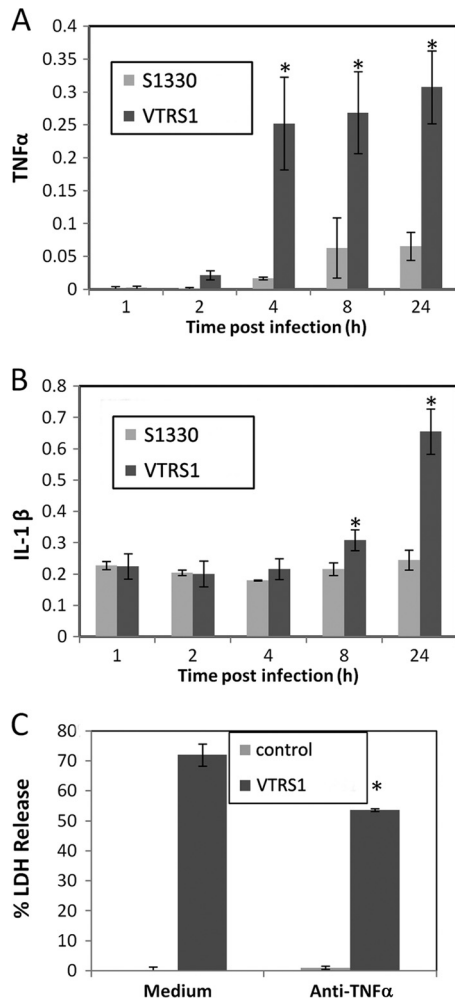 A
0.4
0.35
0.3
0.25
0.2
0.15
0.1
0.05
0
TNFα
S1330
VTRS1
*
*
*
1 2 4 8 24
Time post infection (h)
B
0.8
0.7
0.6
0.5
0.4
0.3
0.2
0.1
0
IL-1 β
S1330
VTRS1
*
*
1 2 4 8 24
Time post infection (h)
C
80
70
60
50
40
30
20
10
0
% LDH Release
control
VTRS1
*
Medium Anti-TNFα